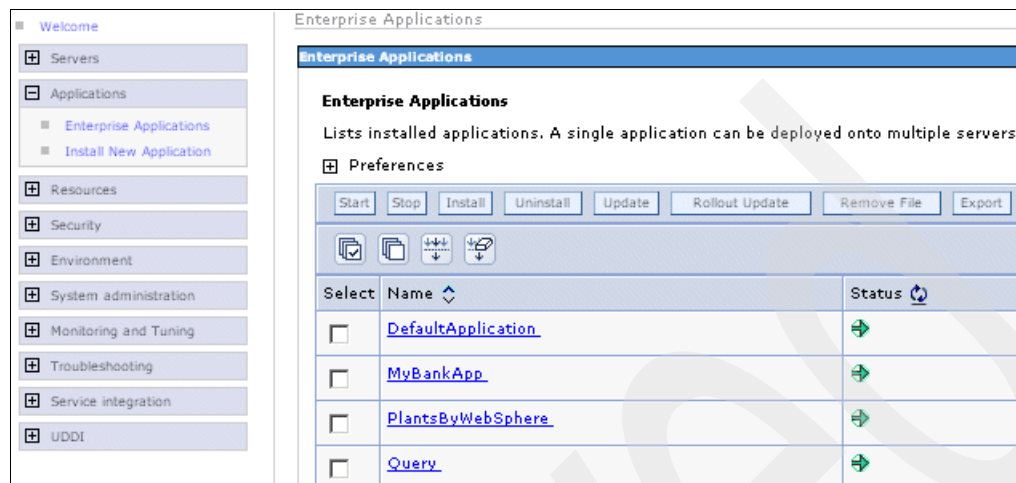 Welcome
Servers
Applications
Enterprise Applications
Install New Application
Resources
Security
Environment
System administration
Monitoring and Tuning
Troubleshooting
Service integration
UDDI
Enterprise Applications
Enterprise Applications
Enterprise Applications
Lists installed applications. A single application can be deployed onto multiple servers
Preferences
Start Stop Install Uninstall Update Rollout Update Remove File Export
Select Name Status
DefaultApplication
MyBankApp
PlantsByWebSphere
Query